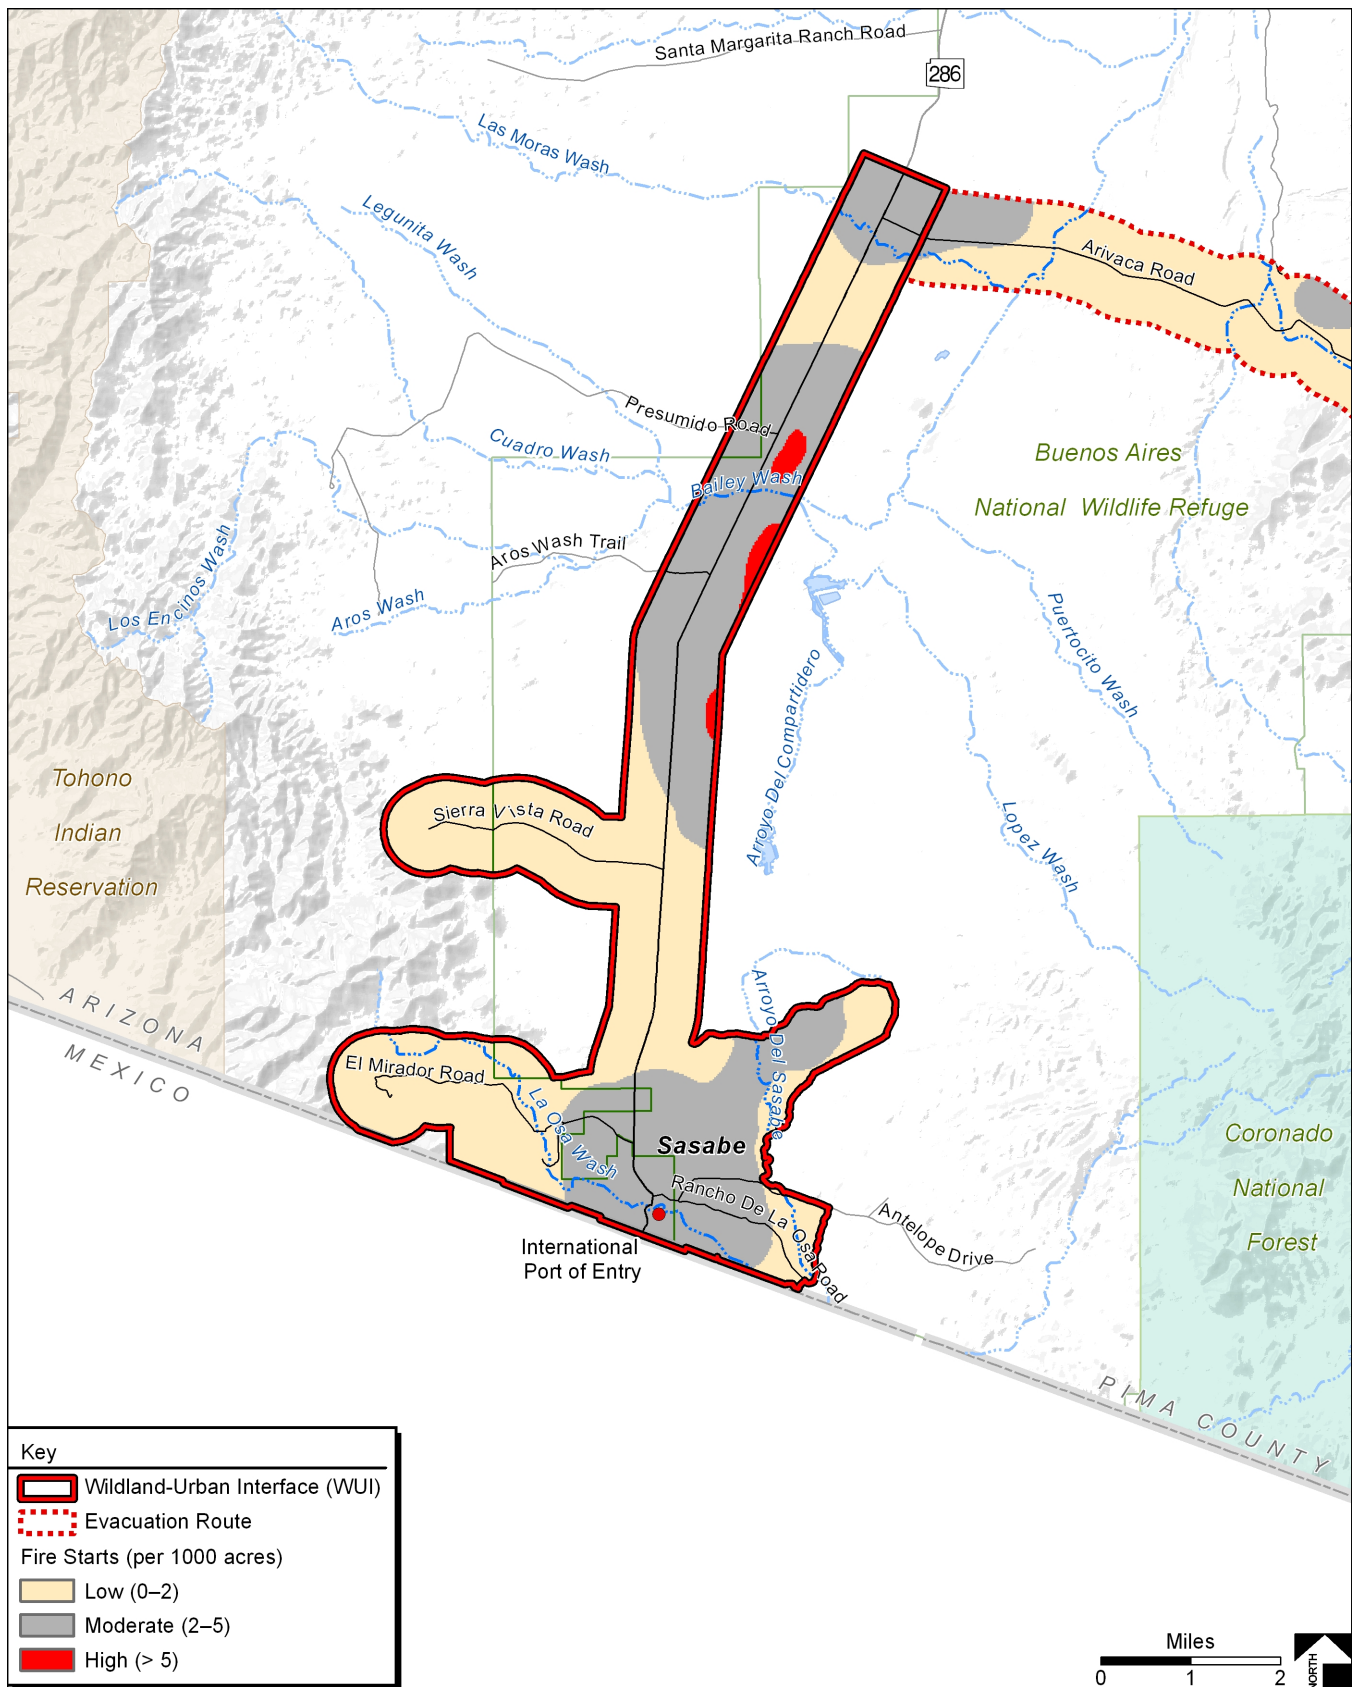 Santa Margarita Ranch Road
286
Las Moras Wash
Legunita Wash
Arivaca Road
Presumido Road
Cuadro Wash
Bailey Wash
Buenos Aires
National Wildlife Refuge
Aros Wash Trail
Los Encinos Wash
Aros Wash
Puertocito Wash
Arroyo Del Compartidero
Tohono
Indian
Reservation
Sierra Vista Road
Lopez Wash
ARIZONA
MEXICO
Arroyo Del Sasabe
El Mirador Road
La Osa Wash
Sasabe
Coronado
National
Forest
Rancho De La Osa Road
Antelope Drive
International
Port of Entry
PIMA COUNTY
Key
Wildland-Urban Interface (WUI)
Evacuation Route
Fire Starts (per 1000 acres)
Low (0–2)
Moderate (2–5)
High (> 5)
Miles
0 1 2
NORTH